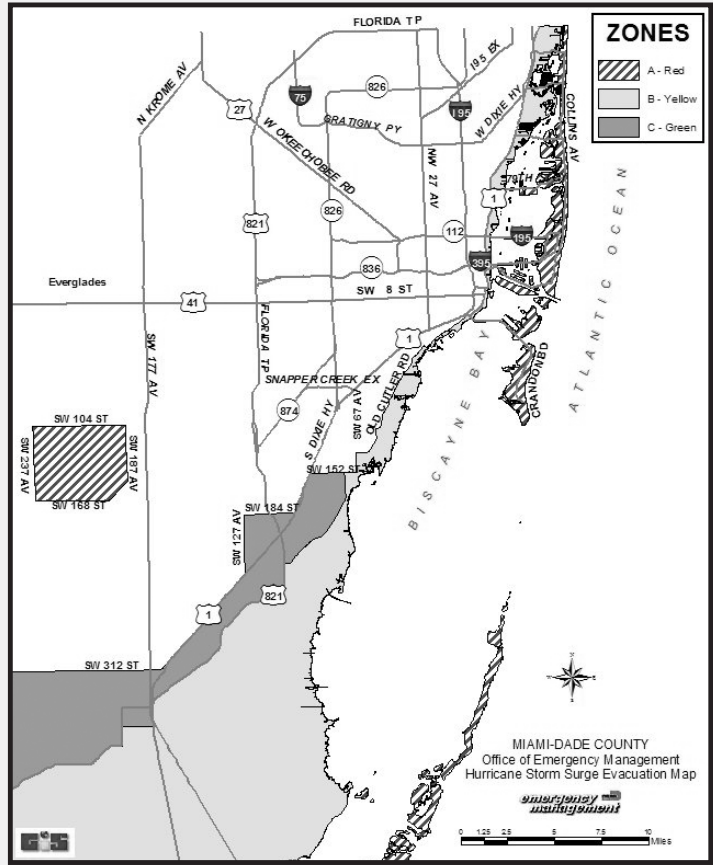 FLORIDA TP
ZONES
A - Red
B - Yellow
C - Green
N KROME AV
27
75
826
195 EX
195
GRATIGNY PY
W DIXIE HY
COLLINS AV
W OKEECHOBEE RD
NW 27 AV
79TH ST
1
821
826
112
195
836
395
Everglades
41
SW 8 ST
FLORIDA TP
SW 177 AV
1
SNAPPER CREEK EX
874
S DIXIE HY
SW 67 AV
OLD CUTLER RD
CRANDON BD
BISCAYNE BAY
ATLANTIC OCEAN
SW 104 ST
SW 237 AV
SW 187 AV
SW 168 ST
SW 152 ST
SW 184 ST
SW 127 AV
821
1
SW 312 ST
MIAMI-DADE COUNTY
Office of Emergency Management
Hurricane Storm Surge Evacuation Map
emergency
management
0 1.25 2.5 5 7.5 10
Miles
GIS